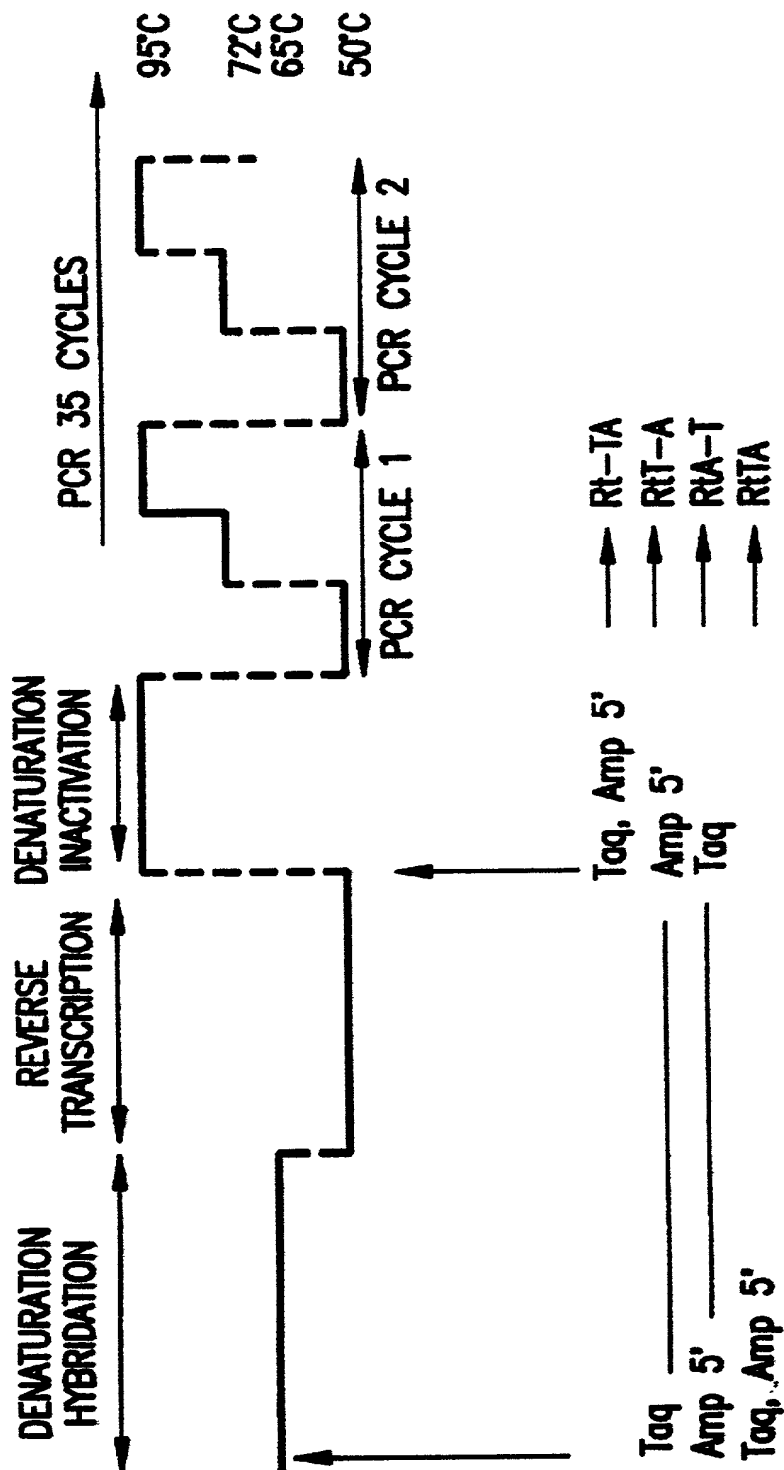 PCR 35 CYCLES
DENATURATION
HYBRIDATION
REVERSE
TRANSCRIPTION
DENATURATION
INACTIVATION
95°C
72°C
65°C
50°C
PCR CYCLE 1
PCR CYCLE 2
Taq, Amp 5' Rt-TA
Taq Amp 5' RtT-A
Amp 5' Taq RtA-T
Taq, Amp 5' RtTA